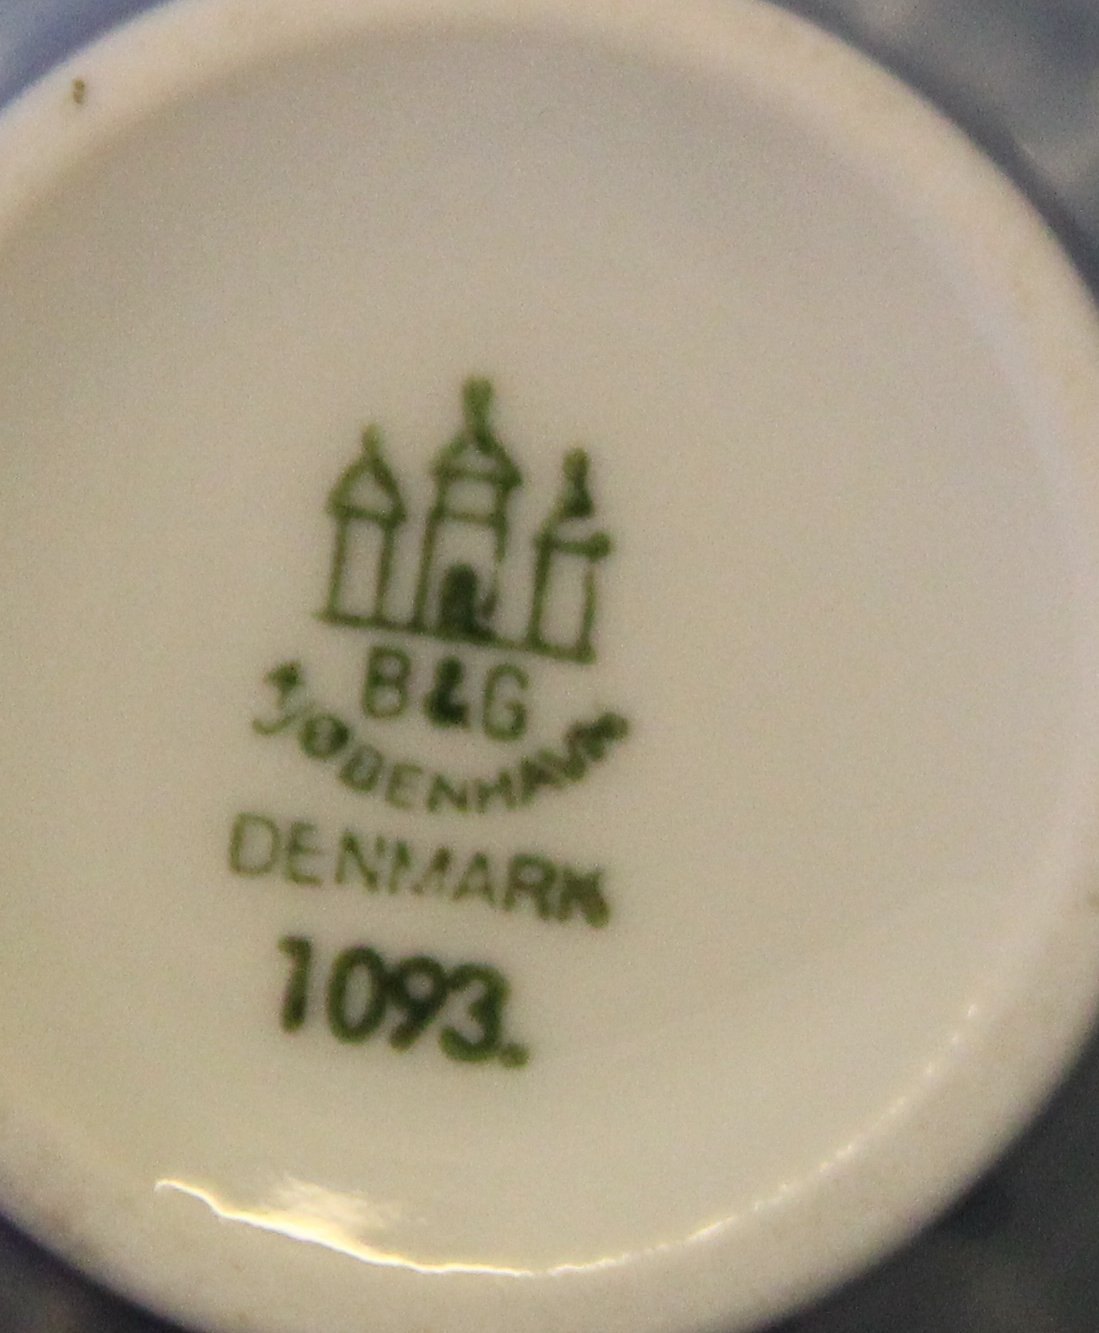 B&G
KJØBENHAVN
DENMARK
1093.